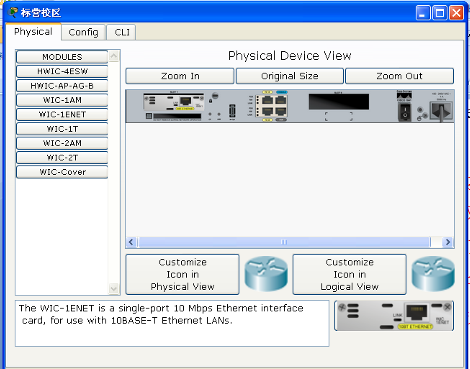 标营校区
Physical
Config
CLI
MODULES
HWIC-4ESW
HWIC-AP-AG-B
WIC-1AM
WIC-1ENET
WIC-1T
WIC-2AM
WIC-2T
WIC-Cover
Physical Device View
Zoom In
Original Size
Zoom Out
Customize
Icon in
Physical View
Customize
Icon in
Logical View
The WIC-1ENET is a single-port 10 Mbps Ethernet interface
card, for use with 10BASE-T Ethernet LANs.
LINK